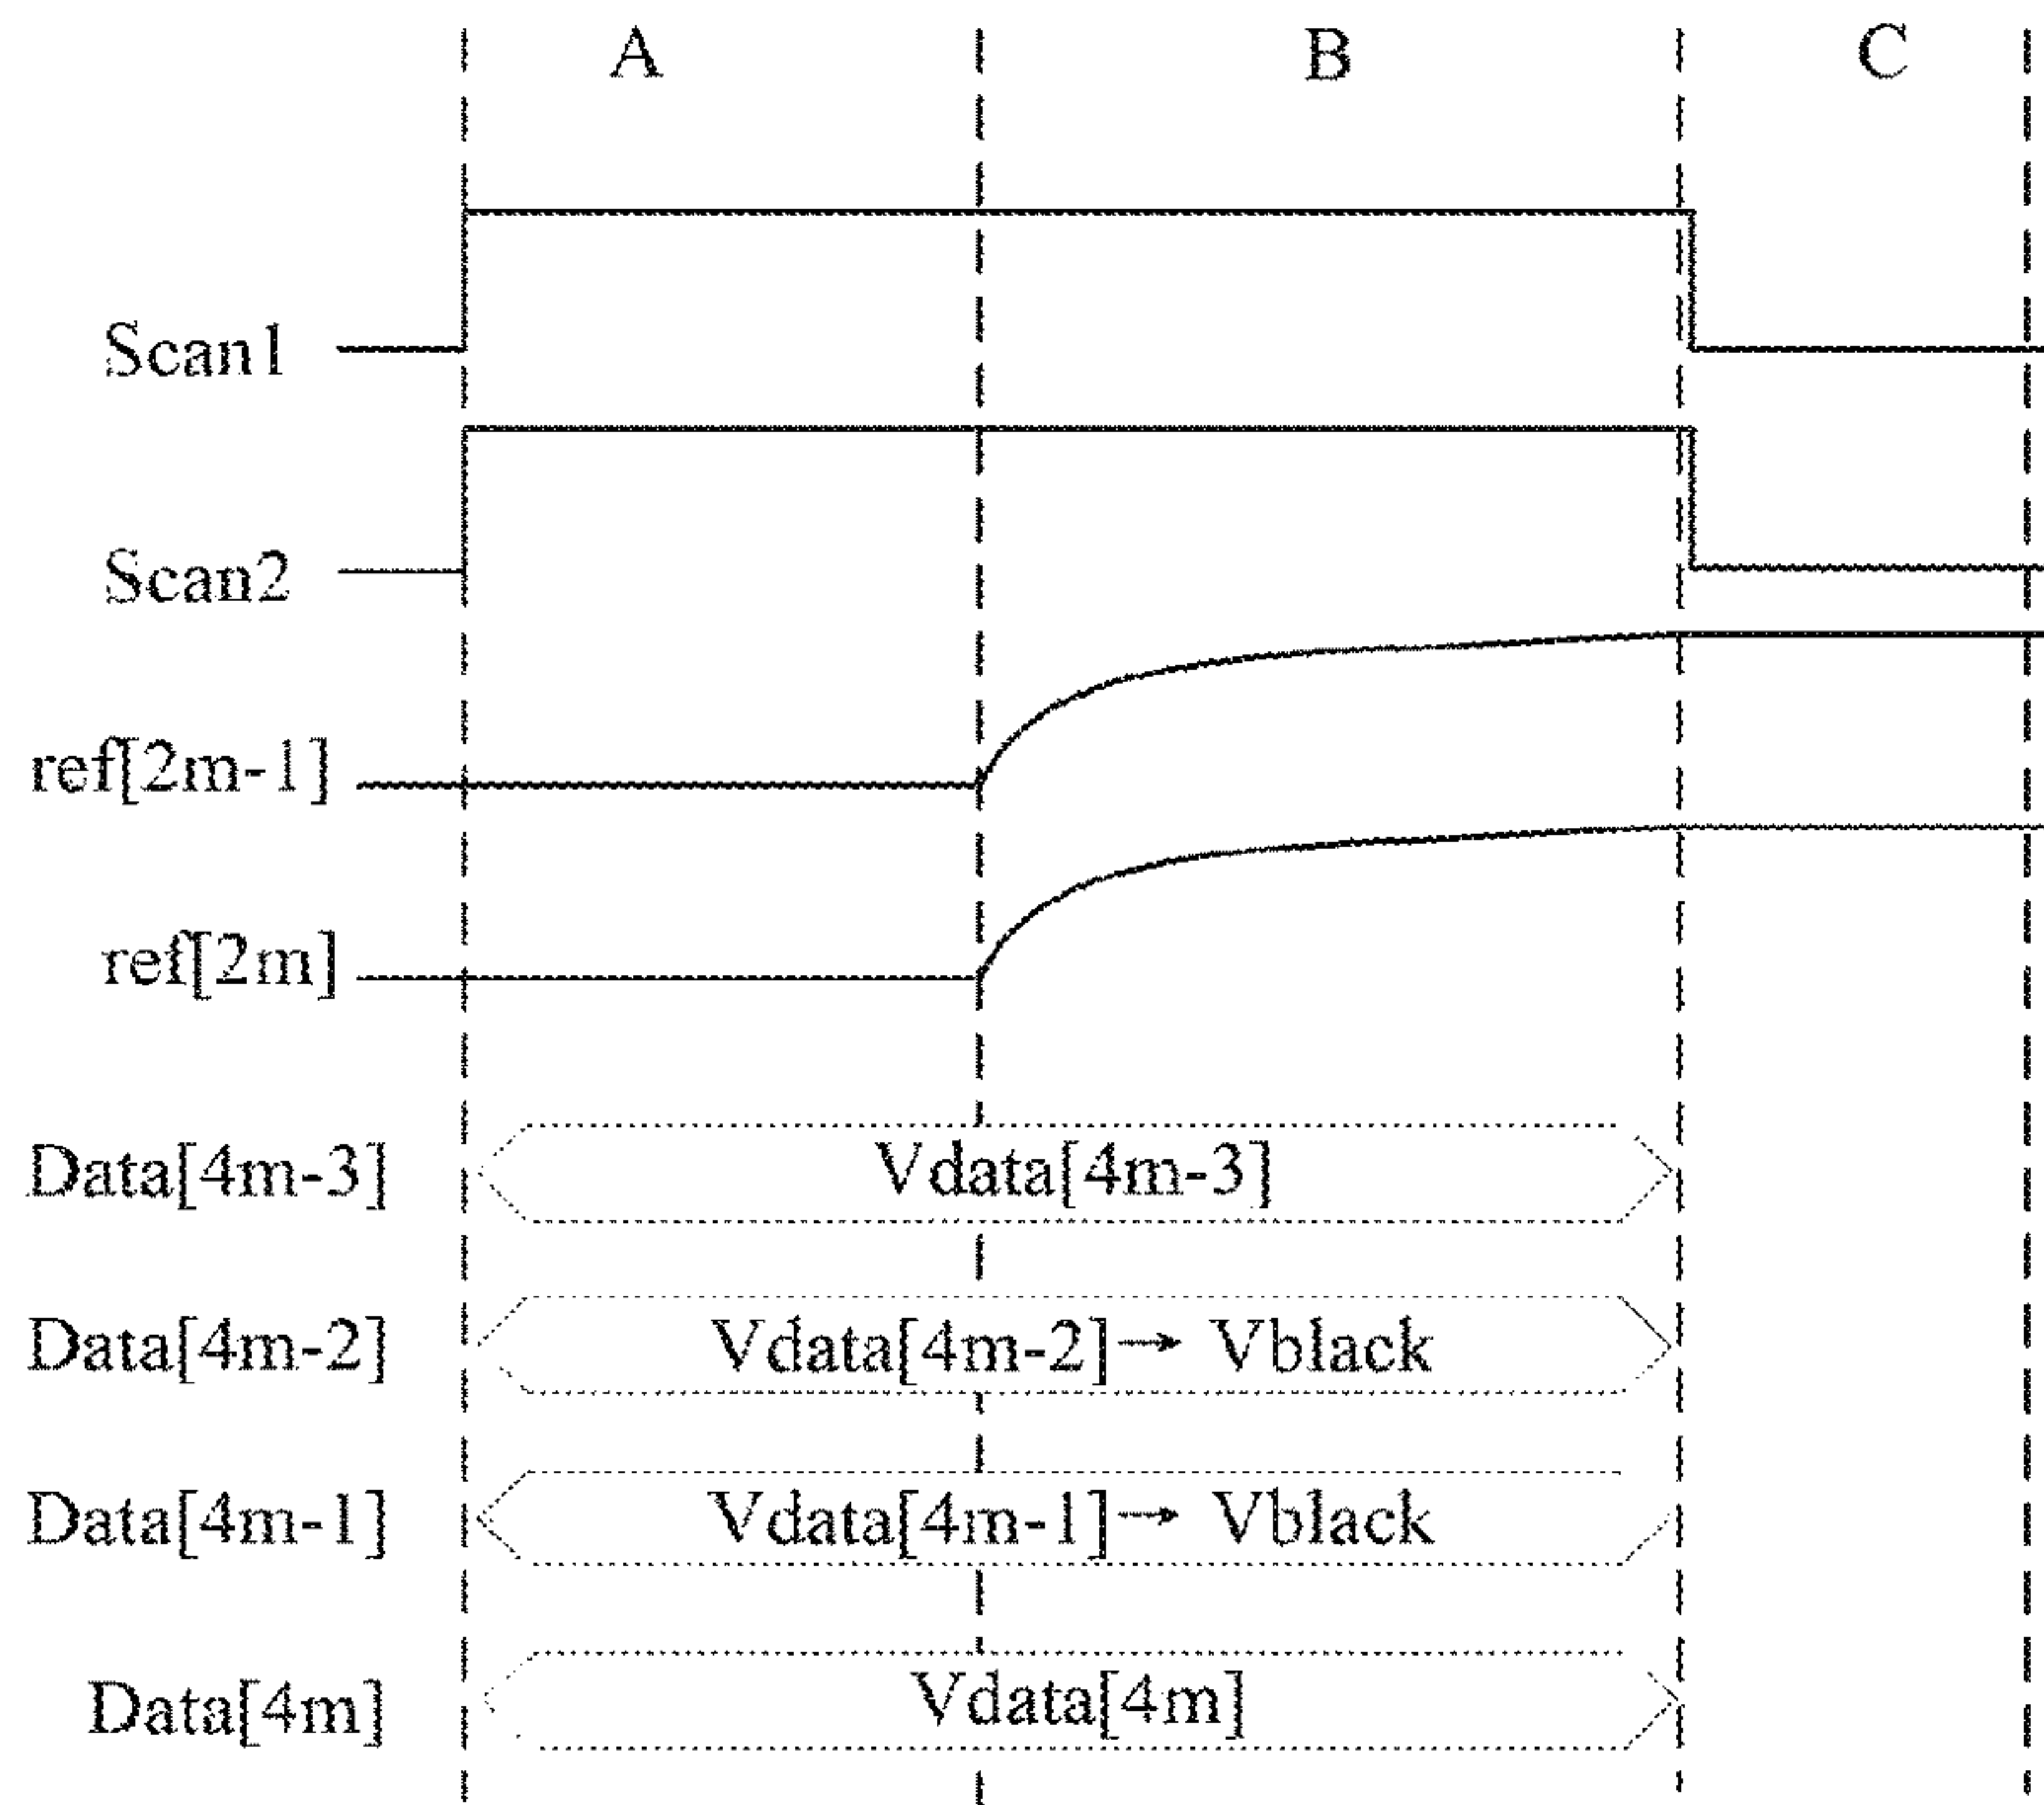 A B C
Scan1
Scan2
ref[2m-1]
ref[2m]
Data[4m-3] Vdata[4m-3]
Data[4m-2] Vdata[4m-2]→ Vblack
Data[4m-1] Vdata[4m-1]→ Vblack
Data[4m] Vdata[4m]